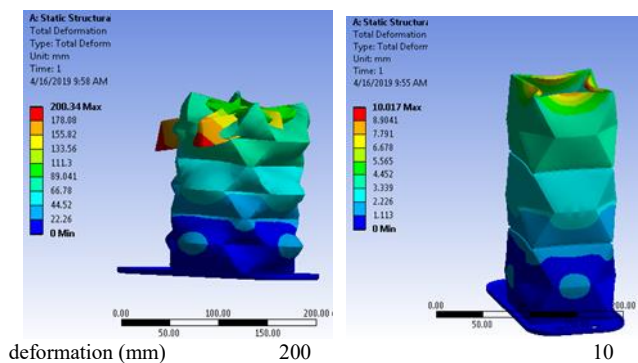 A: Static Structura
Total Deformation
Type: Total Deform
Unit: mm
Time: 1
4/16/2019 9:58 AM
200.34 Max
178.08
155.82
133.56
111.3
89.041
66.78
44.52
22.26
0 Min
0.00
100.00
200.00
50.00
150.00
A: Static Structura
Total Deformation
Type: Total Deform
Unit: mm
Time: 1
4/16/2019 9:55 AM
10.017 Max
8.9041
7.791
6.678
5.565
4.452
3.339
2.226
1.113
0 Min
0.00
200.00
50.00
deformation (mm) 200 10